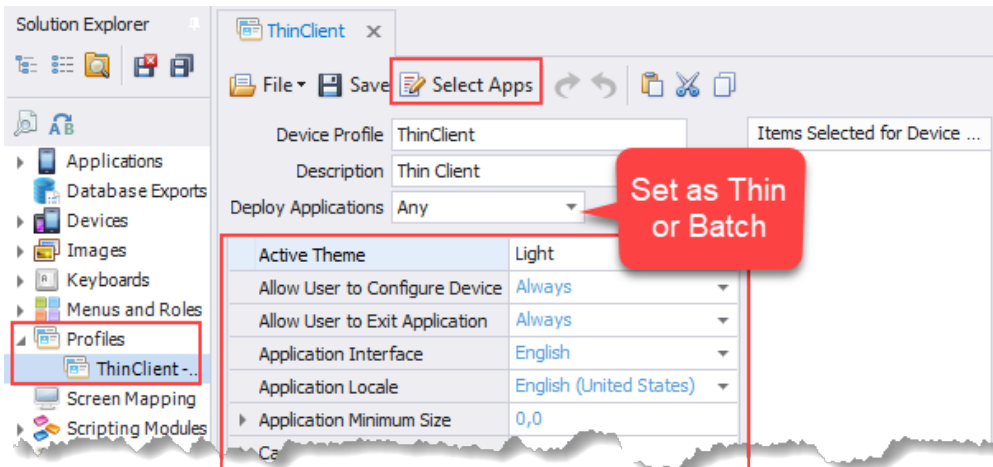 Solution Explorer
ThinClient
File
Save
Select Apps
AB
Device Profile
ThinClient
Items Selected for Device ...
Description
Thin Client
Deploy Applications
Any
Set as Thin
or Batch
Applications
Database Exports
Devices
Images
Keyboards
Menus and Roles
Profiles
ThinClient -..
Screen Mapping
Scripting Modules
Active Theme
Light
Allow User to Configure Device
Always
Allow User to Exit Application
Always
Application Interface
English
Application Locale
English (United States)
Application Minimum Size
0,0